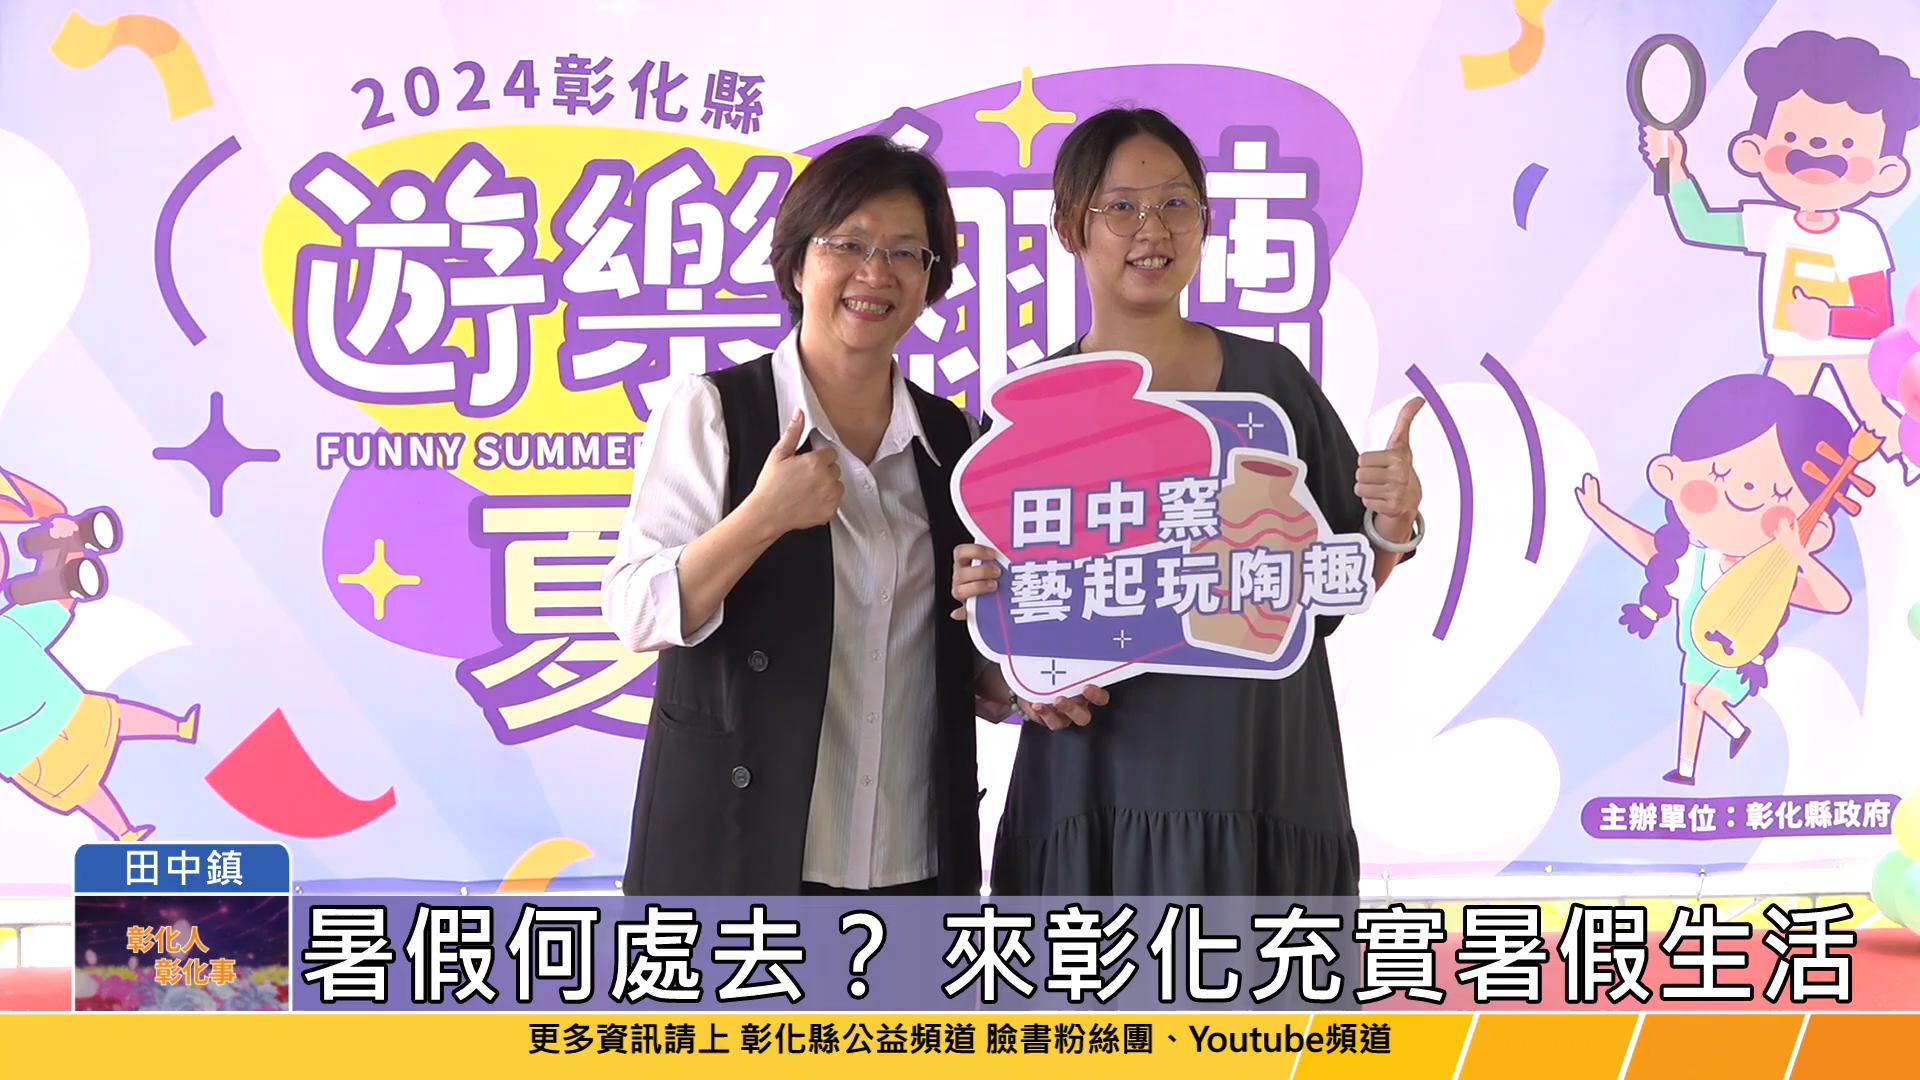 2024彰化縣
遊樂翻
FUNNY SUMMER
夏
田中窯
藝起玩陶趣
主辦單位：彰化縣政府
田中鎮
彰化人
彰化事
暑假何處去？ 來彰化充實暑假生活
更多資訊請上 彰化縣公益頻道 臉書粉絲團、Youtube頻道